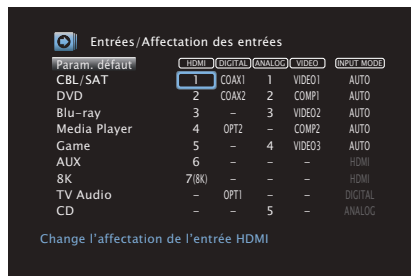 Entrées/Affectation des entrées
Param. défaut HDMI DIGITAL ANALOG VIDEO INPUT MODE
CBL/SAT 1 COAX1 1 VIDEO1 AUTO
DVD 2 COAX2 2 COMP1 AUTO
Blu-ray 3 – 3 VIDEO2 AUTO
Media Player 4 OPT2 – COMP2 AUTO
Game 5 – 4 VIDEO3 AUTO
AUX 6 – – – HDMI
8K 7(8K) – – – HDMI
TV Audio – OPT1 – – DIGITAL
CD – – 5 – ANALOG
Change l'affectation de l'entrée HDMI